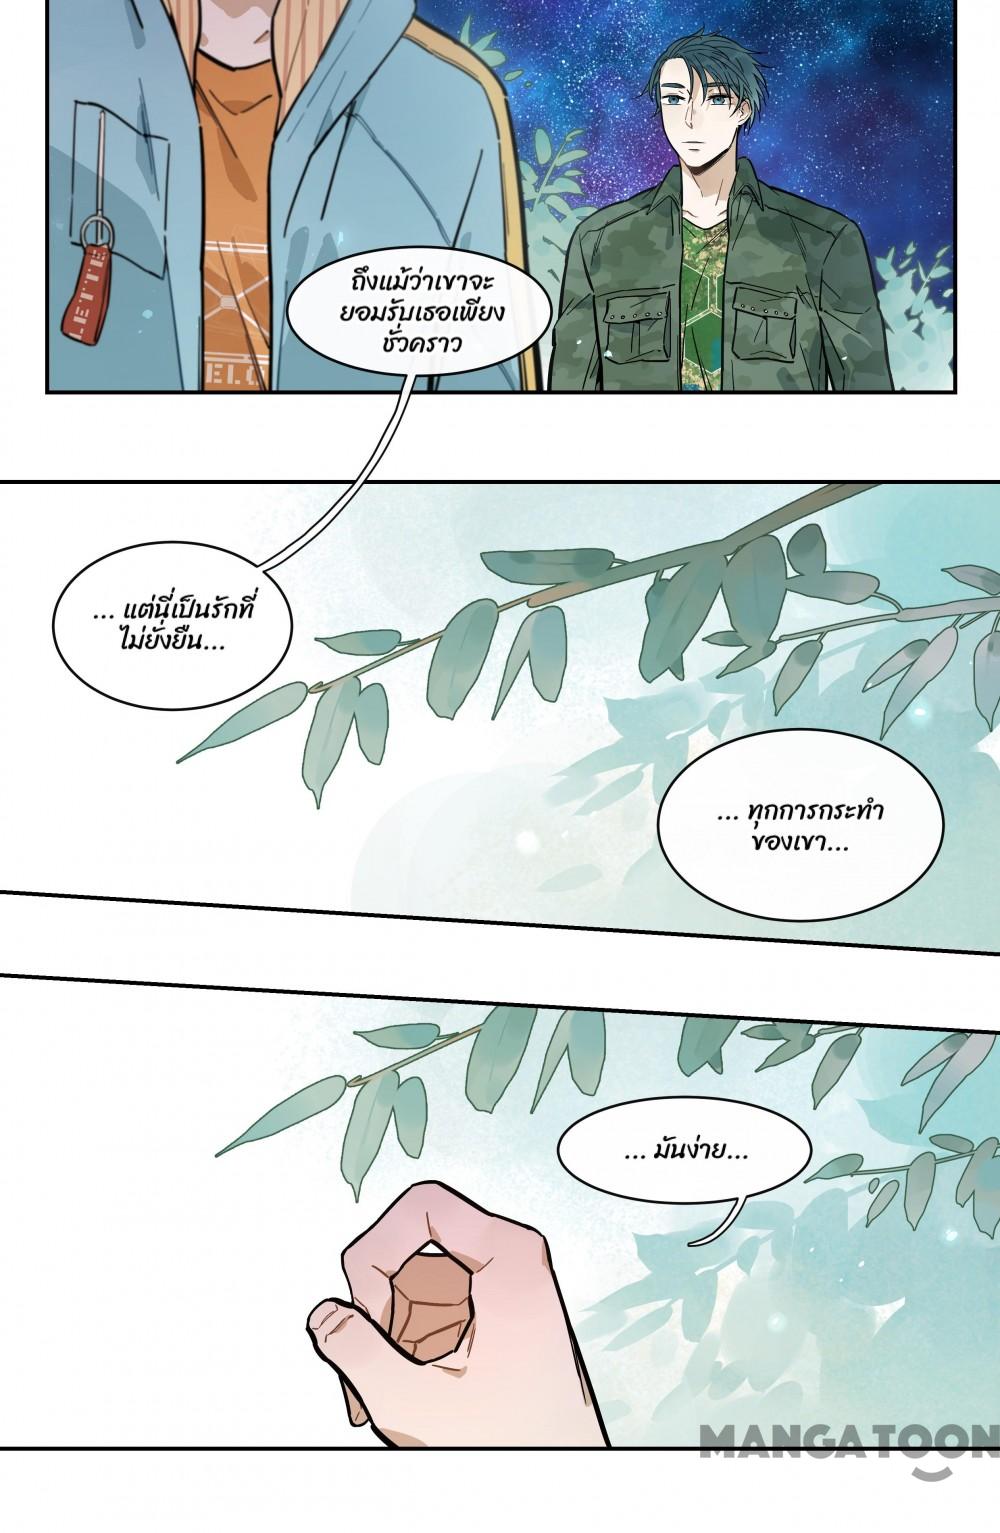 ถึงแม้ว่าเขาจะ
ยอมรับเธอเพียง
ชั่วคราว
... แต่นี่เป็นรักที่
ไม่ยั่งยืน...
... ทุกการกระทำ
ของเขา...
... มันง่าย...
MANGATOON